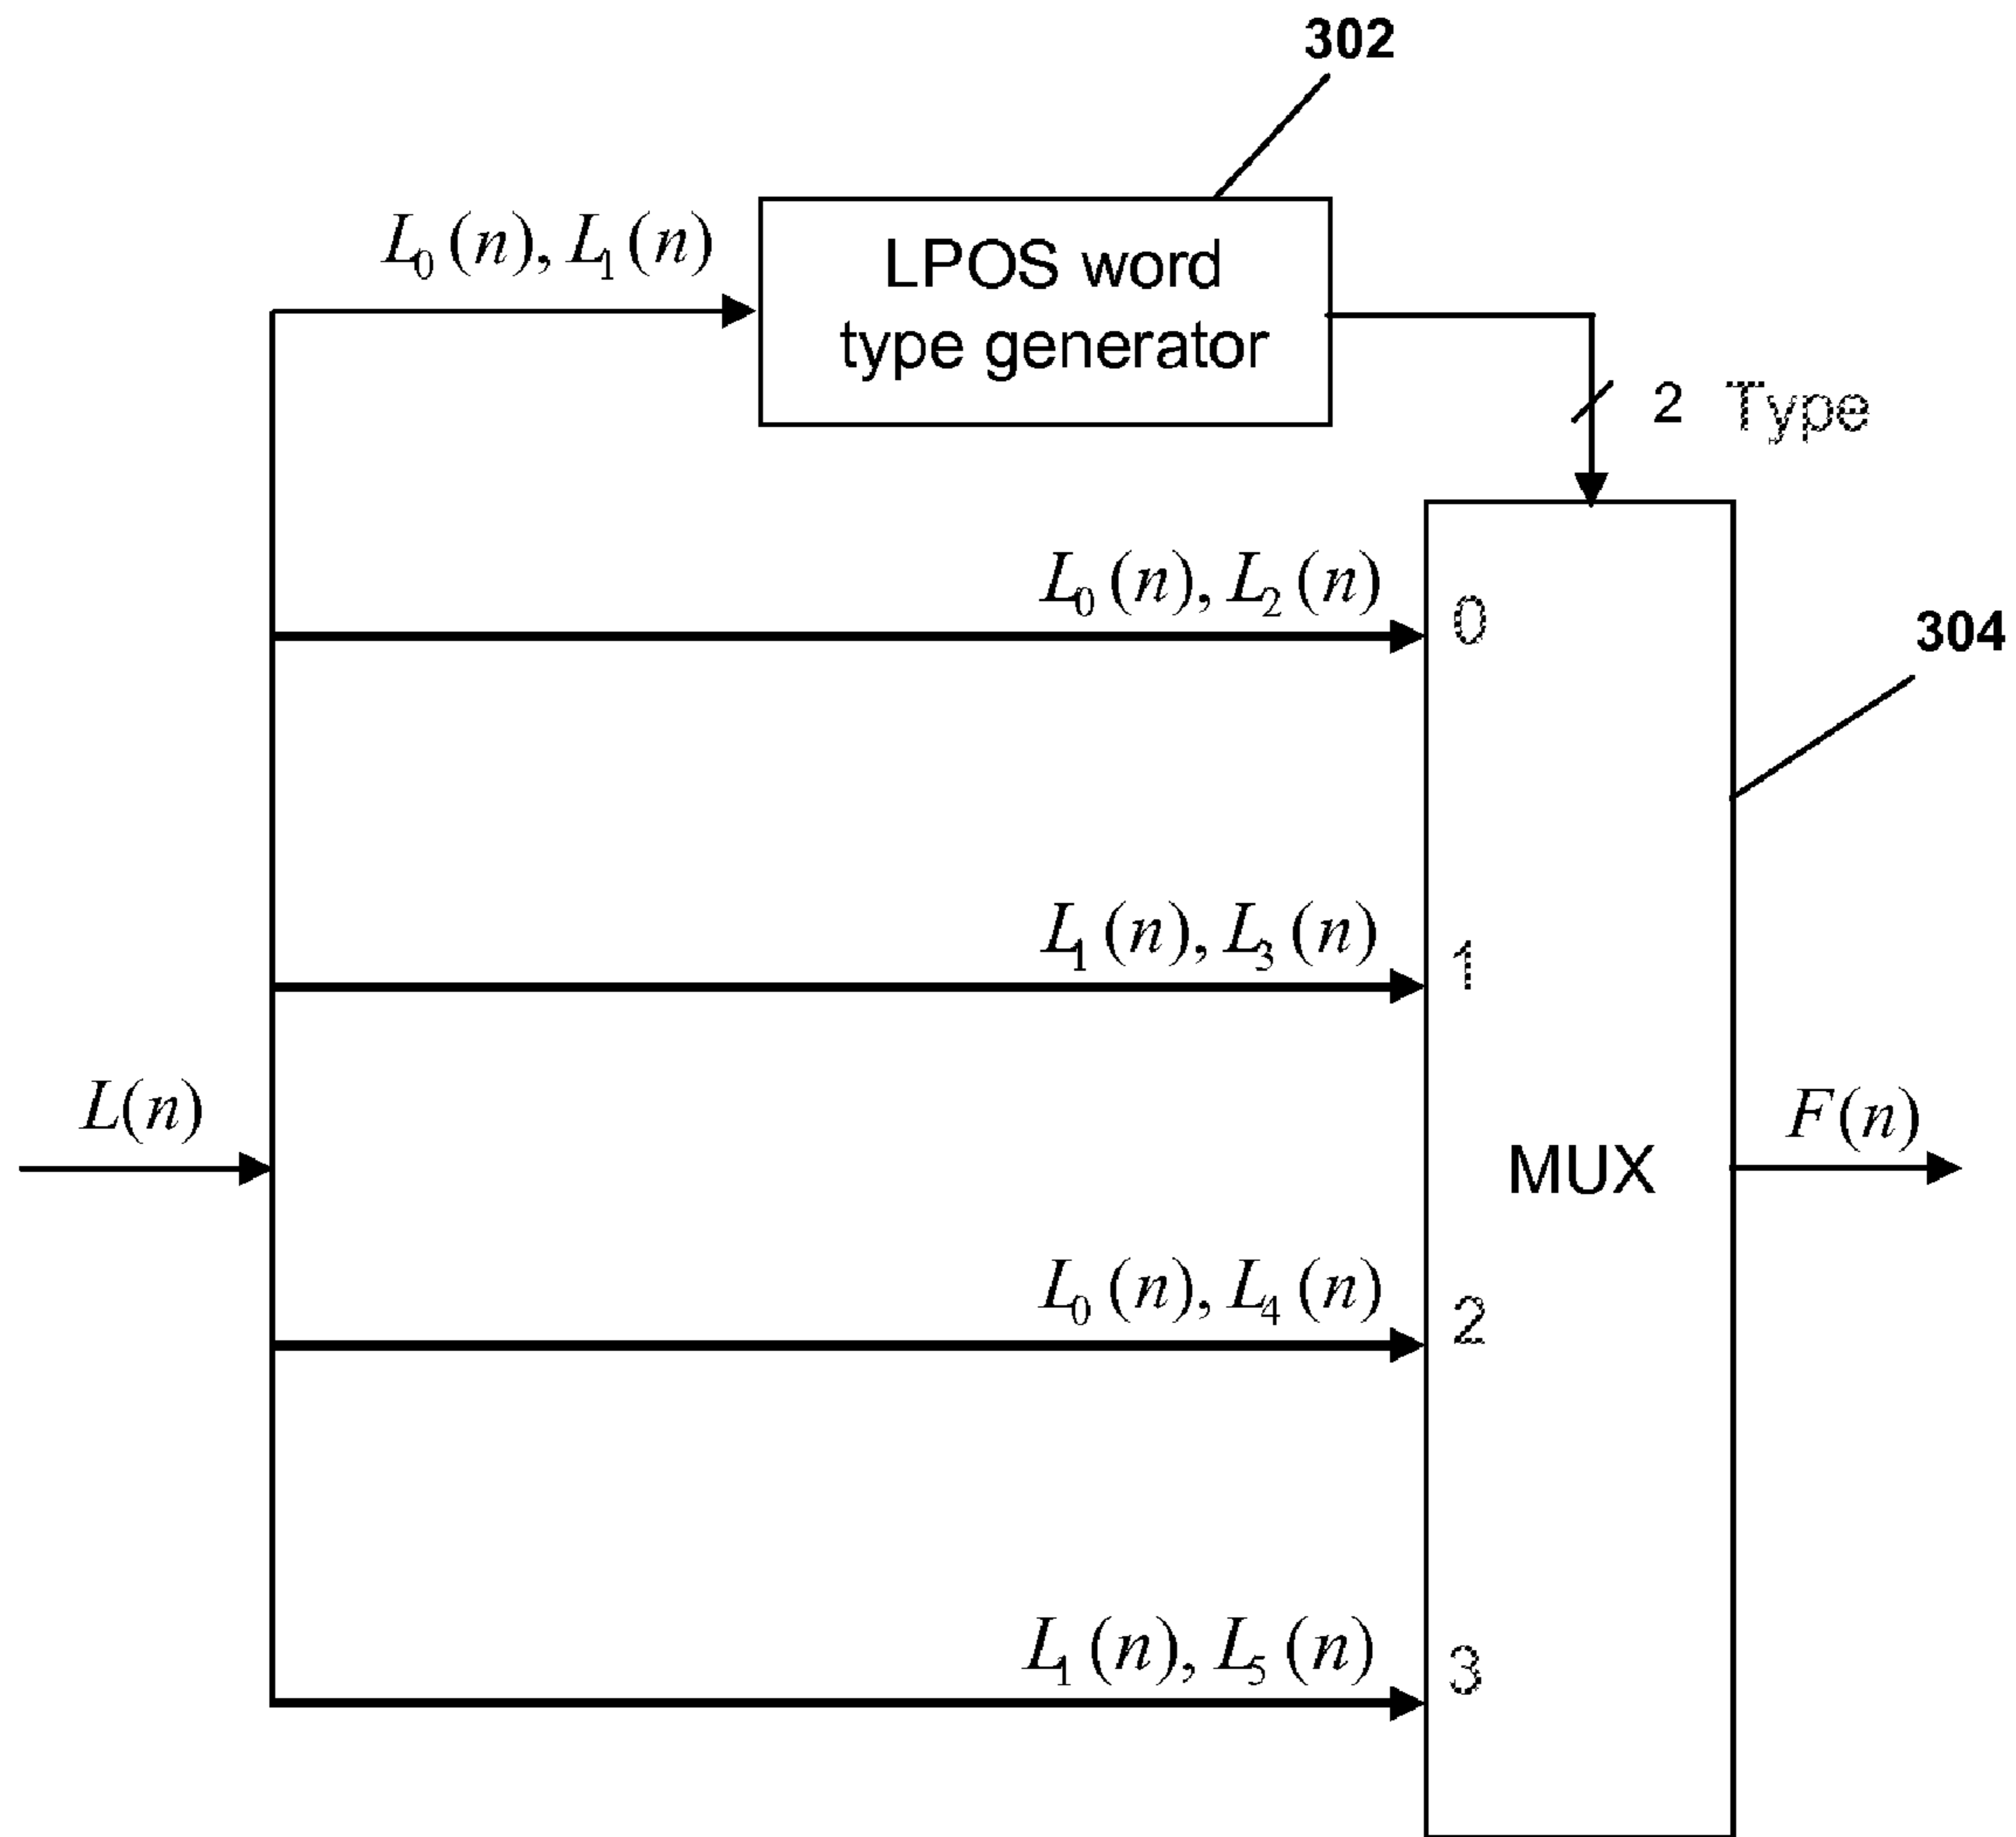 302
L₀(n), L₁(n)
LPOS word
type generator
2 Type
L₀(n), L₂(n)
0
304
L₁(n), L₃(n)
1
L(n)
MUX
F(n)
L₀(n), L₄(n)
2
L₁(n), L₅(n)
3